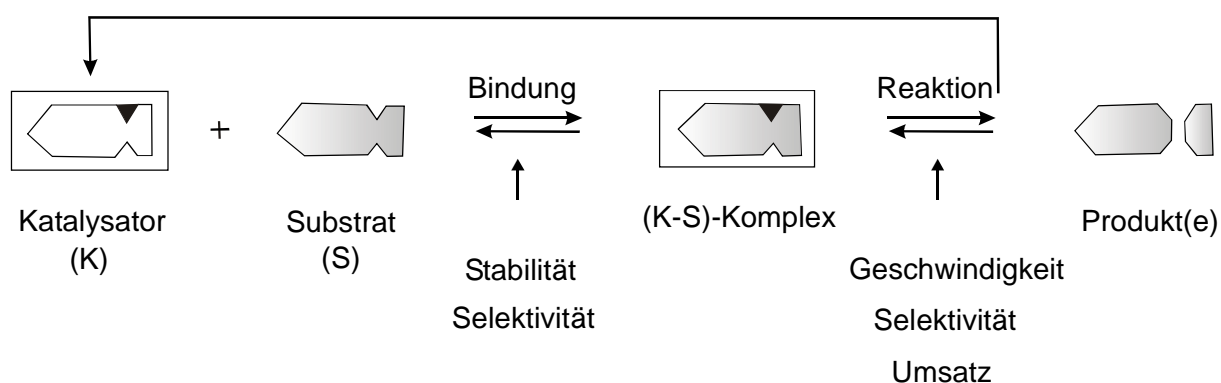 Bindung
Reaktion
+
Katalysator
(K)
Substrat
(S)
(K-S)-Komplex
Produkt(e)
Stabilität
Selektivität
Geschwindigkeit
Selektivität
Umsatz